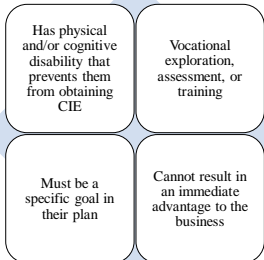 Has physical
and/or cognitive
disability that
prevents them
from obtaining
CIE
Vocational
exploration,
assessment, or
training
Must be a
specific goal in
their plan
Cannot result in
an immediate
advantage to the
business